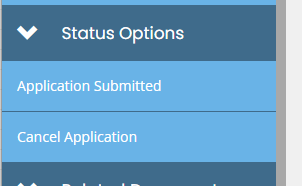 Status Options
Application Submitted
Cancel Application